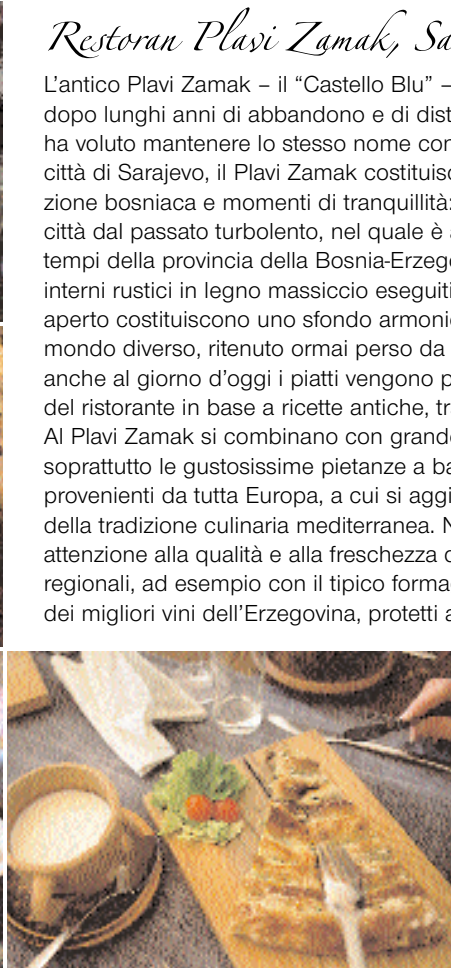 Restoran Plavi Zamak, Sa
L’antico Plavi Zamak – il “Castello Blu” –
dopo lunghi anni di abbandono e di dist
ha voluto mantenere lo stesso nome con
città di Sarajevo, il Plavi Zamak costituisc
zione bosniaca e momenti di tranquillità:
città dal passato turbolento, nel quale è a
tempi della provincia della Bosnia-Erzego
interni rustici in legno massiccio eseguiti
aperto costituiscono uno sfondo armonio
mondo diverso, ritenuto ormai perso da
anche al giorno d’oggi i piatti vengono p
del ristorante in base a ricette antiche, tra
Al Plavi Zamak si combinano con grande
soprattutto le gustosissime pietanze a ba
provenienti da tutta Europa, a cui si aggi
della tradizione culinaria mediterranea. N
attenzione alla qualità e alla freschezza d
regionali, ad esempio con il tipico forma
dei migliori vini dell’Erzegovina, protetti a